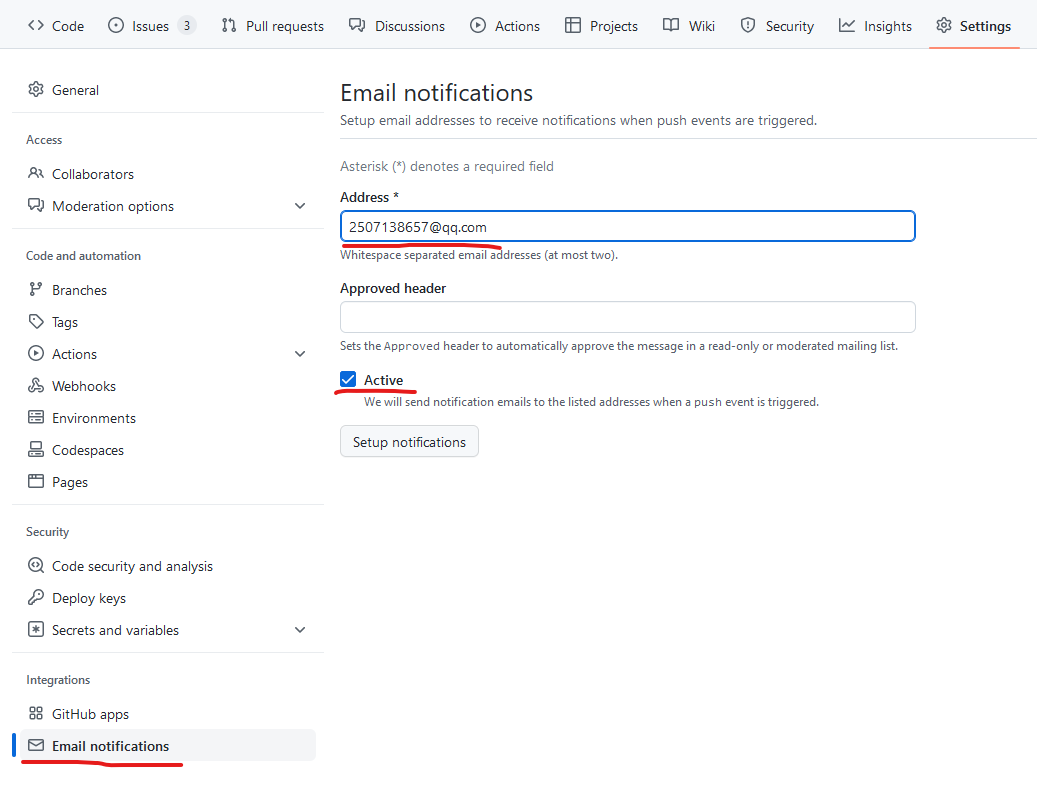 Code Issues 3 Pull requests Discussions Actions Projects Wiki Security Insights Settings
General
Access
Collaborators
Moderation options
Code and automation
Branches
Tags
Actions
Webhooks
Environments
Codespaces
Pages
Security
Code security and analysis
Deploy keys
Secrets and variables
Integrations
GitHub apps
Email notifications
Email notifications
Setup email addresses to receive notifications when push events are triggered.
Asterisk (*) denotes a required field
Address *
2507138657@qq.com
Whitespace separated email addresses (at most two).
Approved header
Sets the Approved header to automatically approve the message in a read-only or moderated mailing list.
Active
We will send notification emails to the listed addresses when a push event is triggered.
Setup notifications